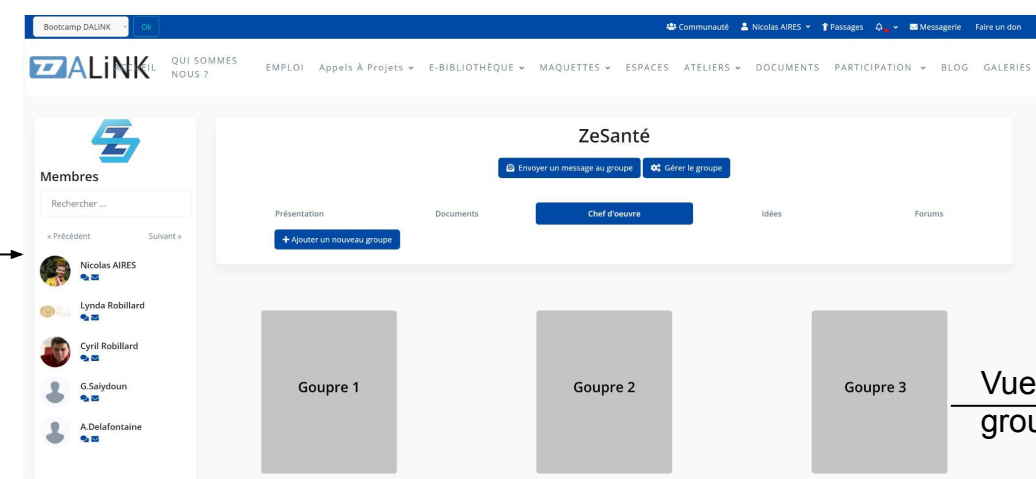 Bootcamp DALiNK Ok Communauté Nicolas AIRES Passages Messagerie Faire un don
DALiNK ACCUEIL QUI SOMMES NOUS ? EMPLOI Appels À Projets E-BIBLIOTHÈQUE MAQUETTES ESPACES ATELIERS DOCUMENTS PARTICIPATION BLOG GALERIES
ZeSanté
Envoyer un message au groupe Gérer le groupe
Présentation Documents Chef d'oeuvre Idées Forums
+ Ajouter un nouveau groupe
Membres
Rechercher ...
« Précédent Suivant »
Nicolas AIRES
Lynda Robillard
Cyril Robillard
G.Saiydoun
A.Delafontaine
Goupre 1 Goupre 2 Goupre 3
Vue
grou